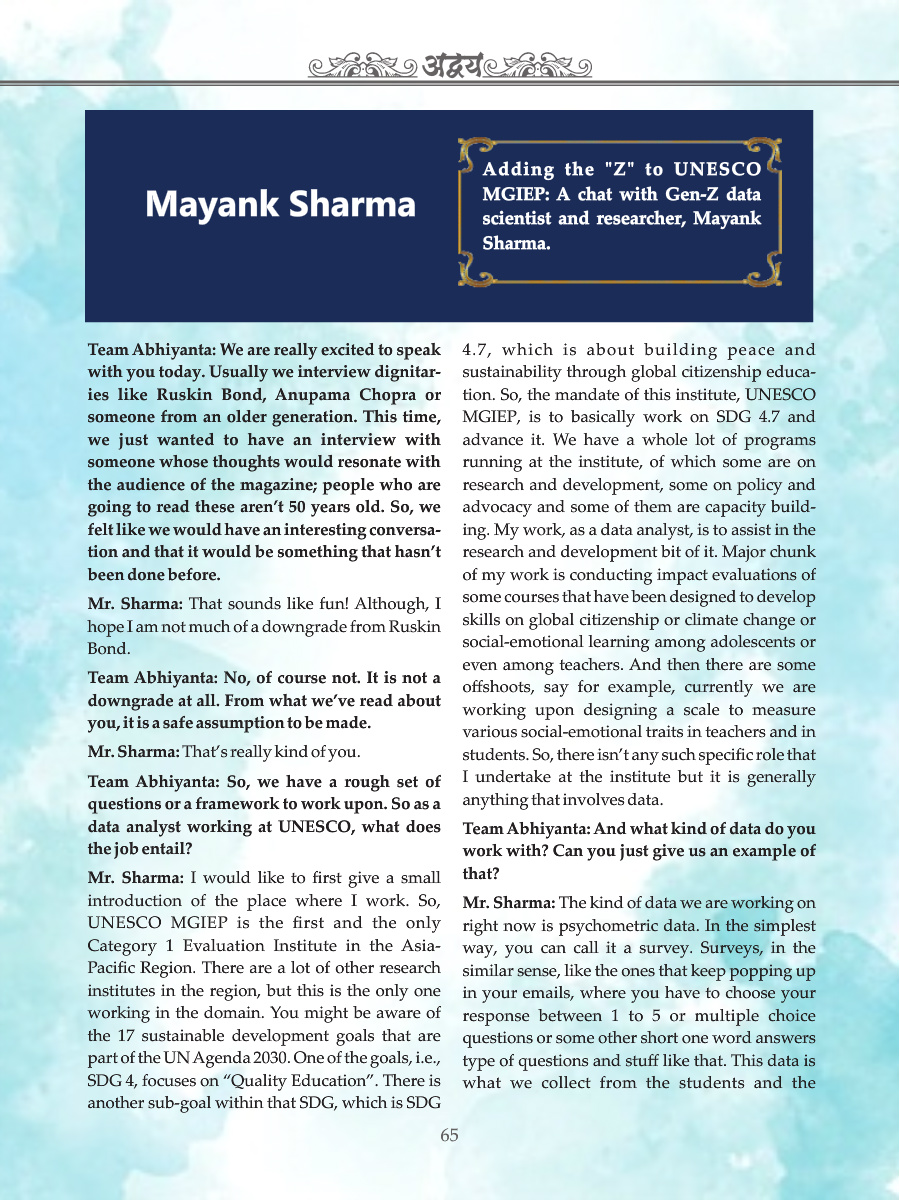 अद्वय
Mayank Sharma
Adding the "Z" to UNESCO
MGIEP: A chat with Gen-Z data
scientist and researcher, Mayank
Sharma.
Team Abhiyanta: We are really excited to speak
with you today. Usually we interview dignitar-
ies like Ruskin Bond, Anupama Chopra or
someone from an older generation. This time,
we just wanted to have an interview with
someone whose thoughts would resonate with
the audience of the magazine; people who are
going to read these aren’t 50 years old. So, we
felt like we would have an interesting conversa-
tion and that it would be something that hasn’t
been done before.
Mr. Sharma: That sounds like fun! Although, I
hope I am not much of a downgrade from Ruskin
Bond.
Team Abhiyanta: No, of course not. It is not a
downgrade at all. From what we’ve read about
you, it is a safe assumption to be made.
Mr. Sharma: That’s really kind of you.
Team Abhiyanta: So, we have a rough set of
questions or a framework to work upon. So as a
data analyst working at UNESCO, what does
the job entail?
Mr. Sharma: I would like to first give a small
introduction of the place where I work. So,
UNESCO MGIEP is the first and the only
Category 1 Evaluation Institute in the Asia-
Pacific Region. There are a lot of other research
institutes in the region, but this is the only one
working in the domain. You might be aware of
the 17 sustainable development goals that are
part of the UN Agenda 2030. One of the goals, i.e.,
SDG 4, focuses on “Quality Education”. There is
another sub-goal within that SDG, which is SDG
4.7, which is about building peace and
sustainability through global citizenship educa-
tion. So, the mandate of this institute, UNESCO
MGIEP, is to basically work on SDG 4.7 and
advance it. We have a whole lot of programs
running at the institute, of which some are on
research and development, some on policy and
advocacy and some of them are capacity build-
ing. My work, as a data analyst, is to assist in the
research and development bit of it. Major chunk
of my work is conducting impact evaluations of
some courses that have been designed to develop
skills on global citizenship or climate change or
social-emotional learning among adolescents or
even among teachers. And then there are some
offshoots, say for example, currently we are
working upon designing a scale to measure
various social-emotional traits in teachers and in
students. So, there isn’t any such specific role that
I undertake at the institute but it is generally
anything that involves data.
Team Abhiyanta: And what kind of data do you
work with? Can you just give us an example of
that?
Mr. Sharma: The kind of data we are working on
right now is psychometric data. In the simplest
way, you can call it a survey. Surveys, in the
similar sense, like the ones that keep popping up
in your emails, where you have to choose your
response between 1 to 5 or multiple choice
questions or some other short one word answers
type of questions and stuff like that. This data is
what we collect from the students and the
65